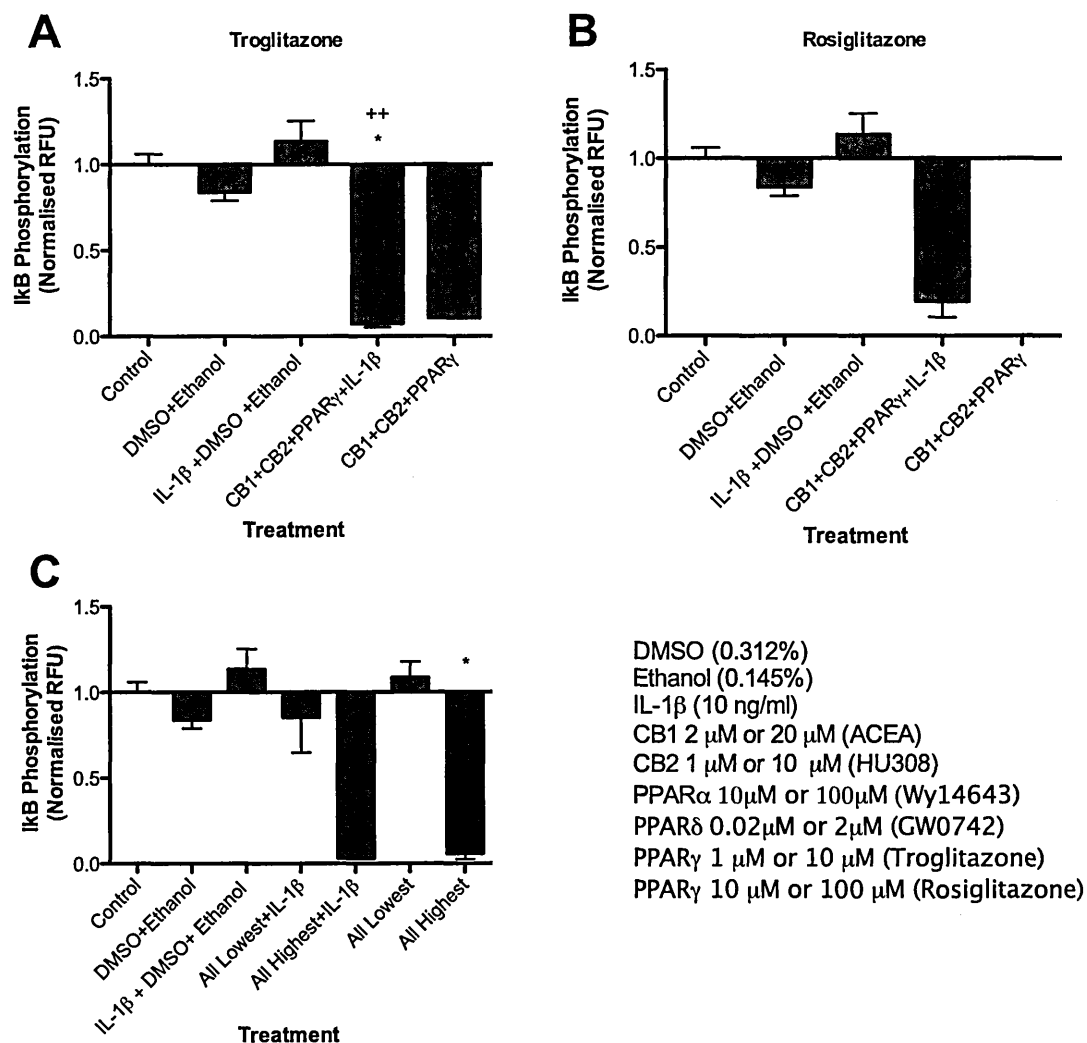 A
Troglitazone
1.5
1.0
0.5
0.0
IkB Phosphorylation
(Normalised RFU)
++
*
Control
DMSO+Ethanol
IL-1β +DMSO +Ethanol
CB1+CB2+PPARγ+IL-1β
CB1+CB2+PPARγ
Treatment
B
Rosiglitazone
1.5
1.0
0.5
0.0
IkB Phosphorylation
(Normalised RFU)
Control
DMSO+Ethanol
IL-1β +DMSO +Ethanol
CB1+CB2+PPARγ+IL-1β
CB1+CB2+PPARγ
Treatment
C
1.5
1.0
0.5
0.0
IkB Phosphorylation
(Normalised RFU)
*
Control
DMSO+Ethanol
IL-1β + DMSO+ Ethanol
All Lowest+IL-1β
All Highest+IL-1β
All Lowest
All Highest
Treatment
DMSO (0.312%)
Ethanol (0.145%)
IL-1β (10 ng/ml)
CB1 2 μM or 20 μM (ACEA)
CB2 1 μM or 10 μM (HU308)
PPARα 10μM or 100μM (Wy14643)
PPARδ 0.02μM or 2μM (GW0742)
PPARγ 1 μM or 10 μM (Troglitazone)
PPARγ 10 μM or 100 μM (Rosiglitazone)